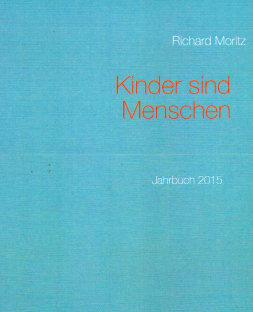 Richard Moritz
Kinder sind
Menschen
Jahrbuch 2015